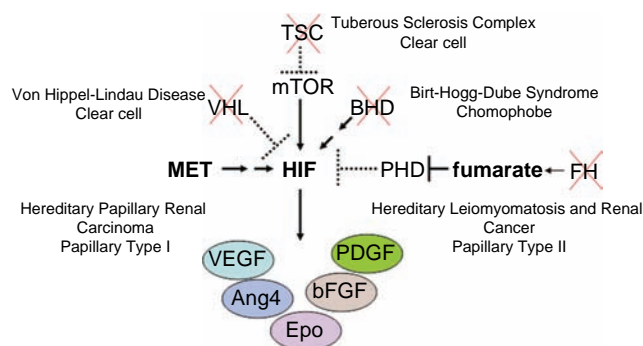 TSC
Tuberous Sclerosis Complex
Clear cell
mTOR
Von Hippel-Lindau Disease
Clear cell
VHL
BHD
Birt-Hogg-Dube Syndrome
Chomophobe
MET
HIF
PHD
fumarate
FH
Hereditary Papillary Renal
Carcinoma
Papillary Type I
Hereditary Leiomyomatosis and Renal
Cancer
Papillary Type II
VEGF
PDGF
Ang4
bFGF
Epo